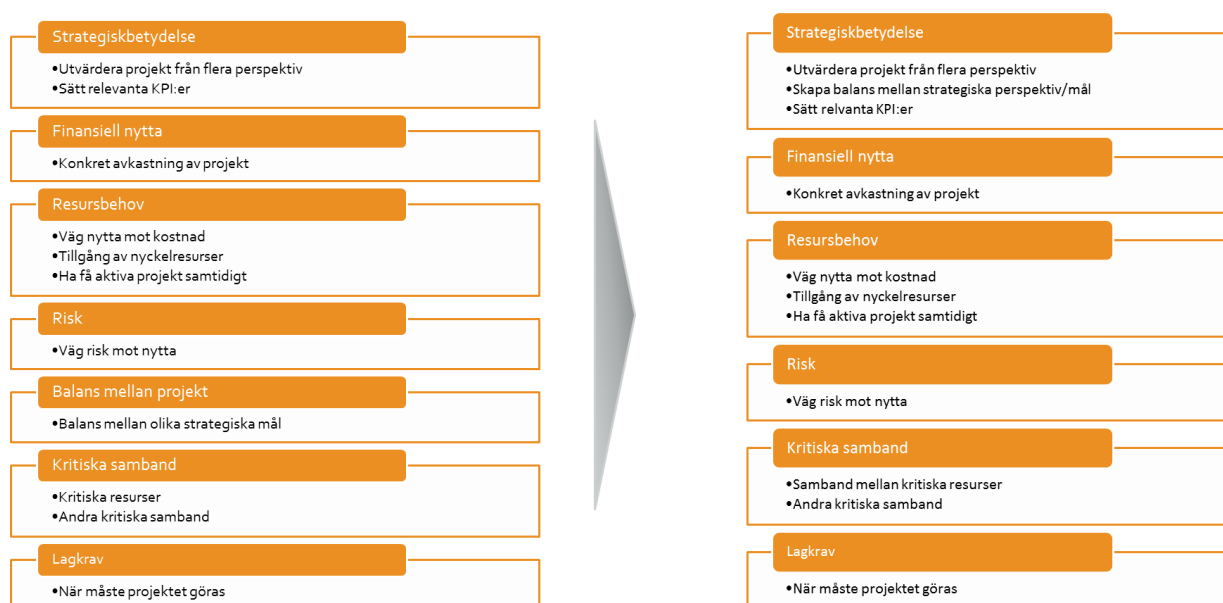 Strategiskbetydelse
•Utvärdera projekt från flera perspektiv
•Sätt relevanta KPI:er
Finansiell nytta
•Konkret avkastning av projekt
Resursbehov
•Väg nytta mot kostnad
•Tillgång av nyckelresurser
•Ha få aktiva projekt samtidigt
Risk
•Väg risk mot nytta
Balans mellan projekt
•Balans mellan olika strategiska mål
Kritiska samband
•Kritiska resurser
•Andra kritiska samband
Lagkrav
•När måste projektet göras
Strategiskbetydelse
•Utvärdera projekt från flera perspektiv
•Skapa balans mellan strategiska perspektiv/mål
•Sätt relvanta KPI:er
Finansiell nytta
•Konkret avkastning av projekt
Resursbehov
•Väg nytta mot kostnad
•Tillgång av nyckelresurser
•Ha få aktiva projekt samtidigt
Risk
•Väg risk mot nytta
Kritiska samband
•Samband mellan kritiska resurser
•Andra kritiska samband
Lagkrav
•När måste projektet göras